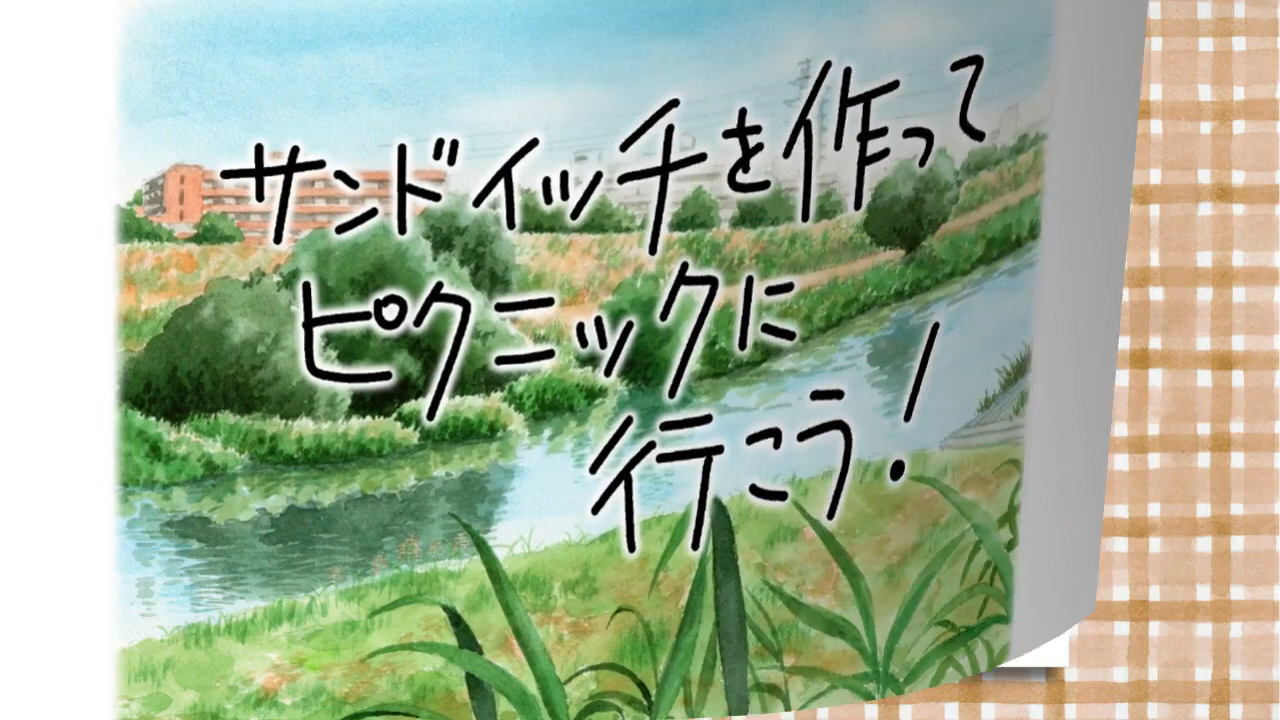 サンドイッチを作って
ピクニックに
行こう!